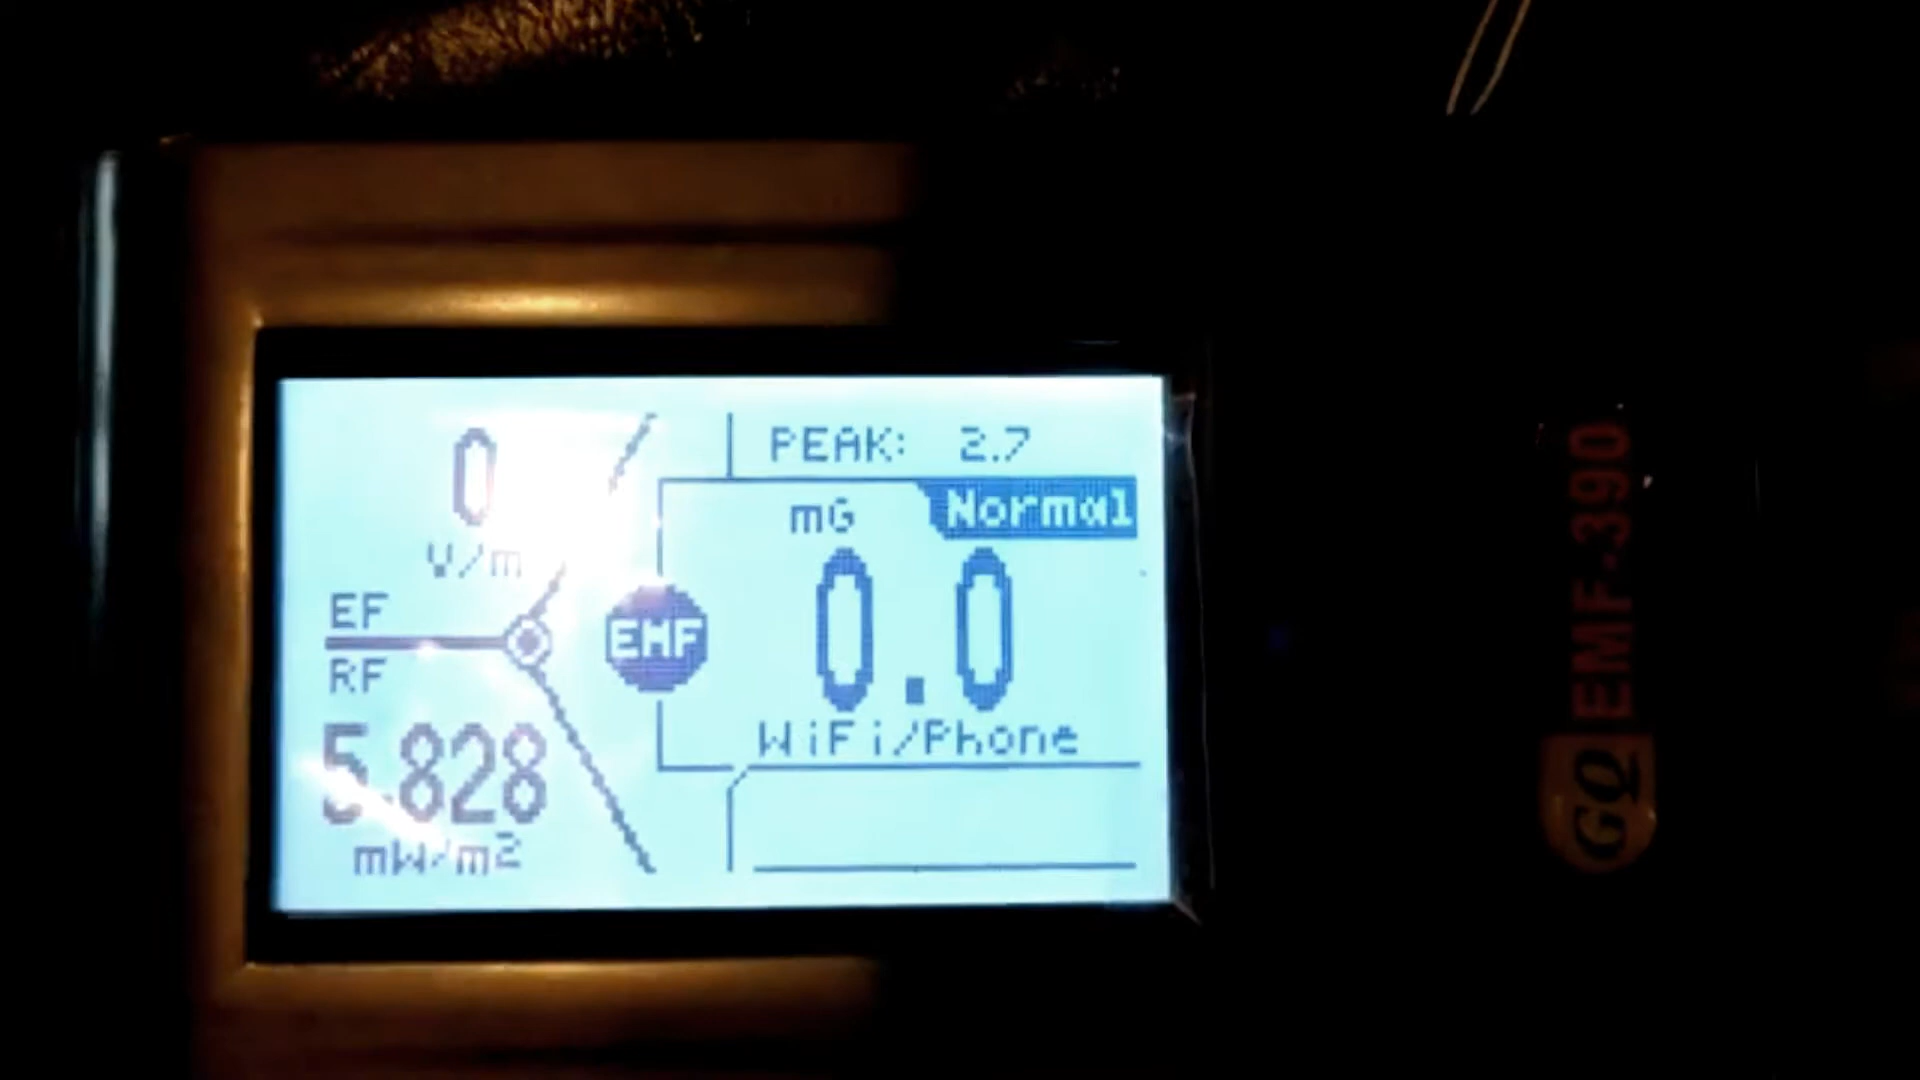 0
V/m
EF
RF
5.828
mW/m2
PEAK: 2.7
mG
Normal
EMF
0.0
WiFi/Phone
GQ EMF-390